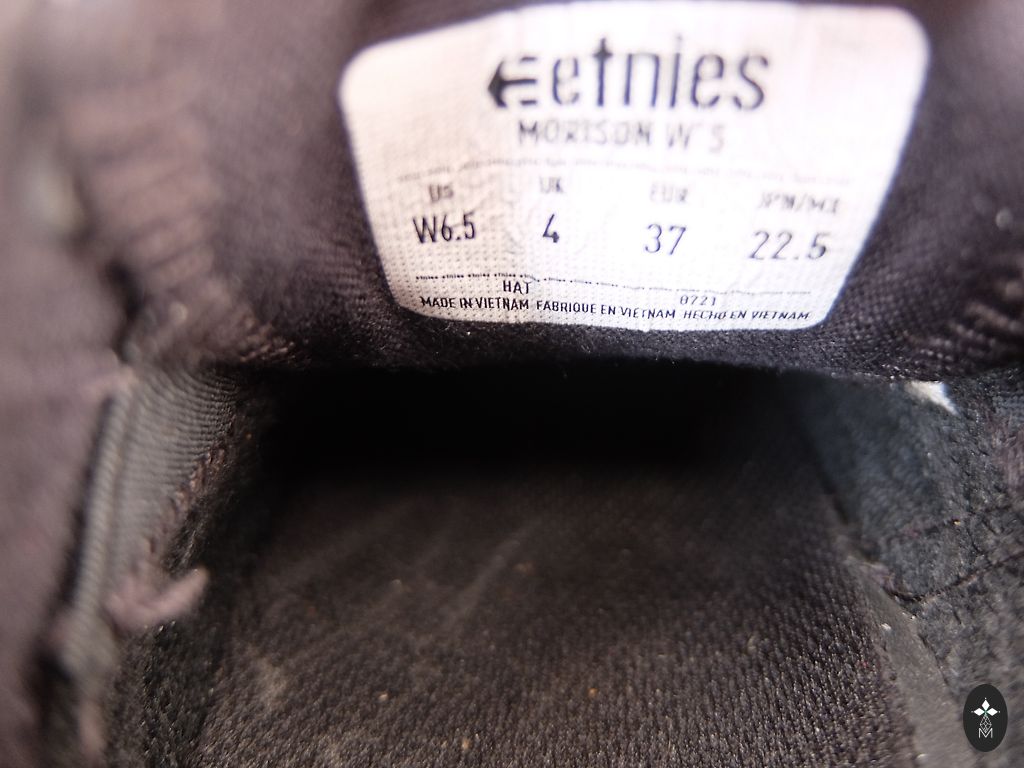 etnies
MORISON W'S
US UK EUR JPN/MX
W6.5 4 37 22.5
HAT 0721
MADE IN VIETNAM FABRIQUE EN VIETNAM HECHO EN VIETNAM
M